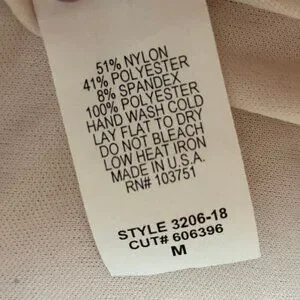 51% NYLON
41% POLYESTER
8% SPANDEX
100% POLYESTER
HAND WASH COLD
LAY FLAT TO DRY
DO NOT BLEACH
LOW HEAT IRON
MADE IN U.S.A.
RN# 103751
STYLE 3206-18
CUT# 606396
M